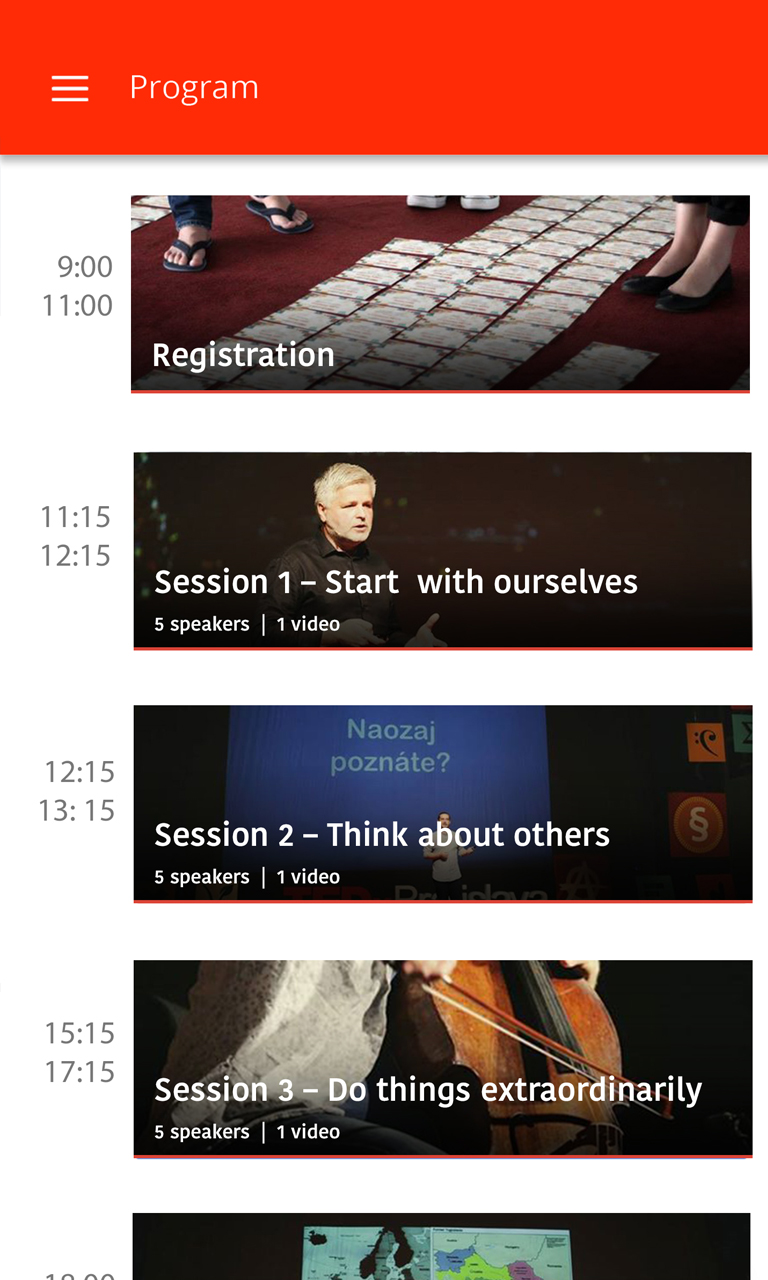 Program
9:00
11:00
Registration
11:15
12:15
Session 1 – Start  with ourselves
5 speakers | 1 video
Naozaj
poznáte?
12:15
13: 15
Session 2 – Think about others
5 speakers | 1 video
15:15
17:15
Session 3 – Do things extraordinarily
5 speakers | 1 video